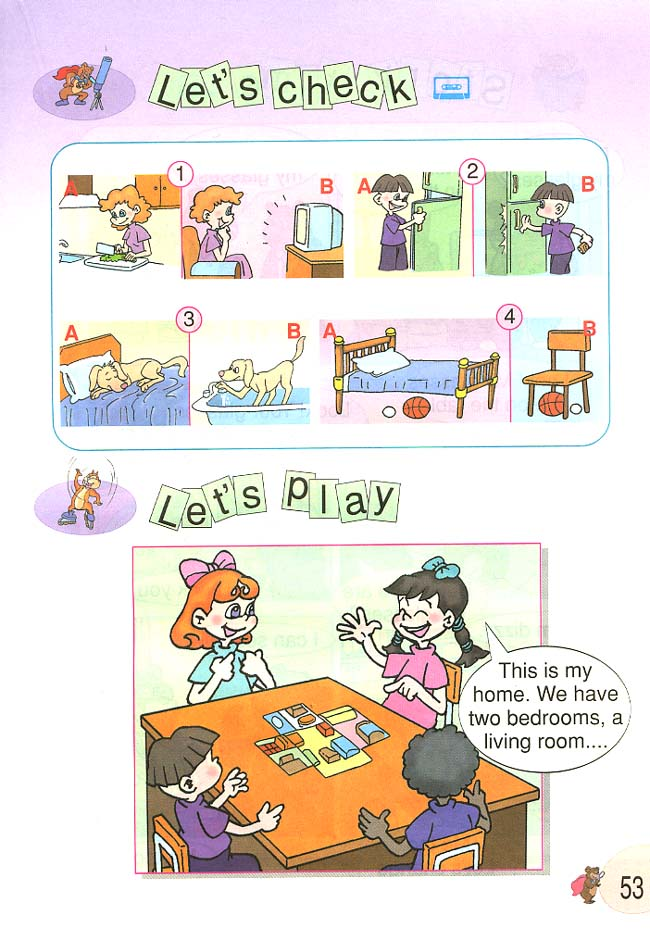 Let's check
1
2
A
B
A
B
3
4
A
B
A
B
Let's play
This is my
home. We have
two bedrooms, a
living room....
53